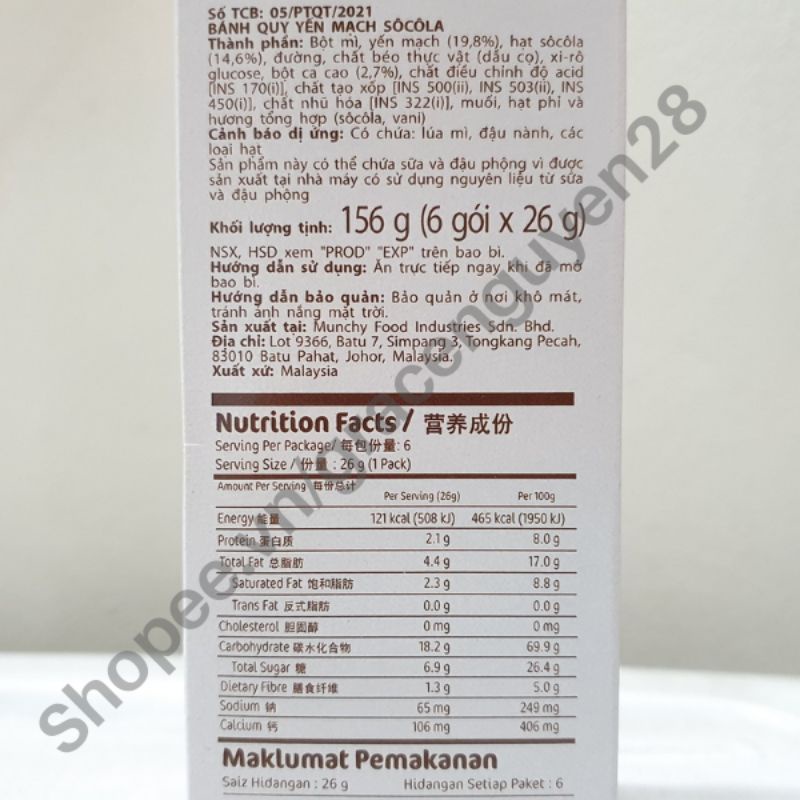 Số TCB: 05/PTQT/2021
BÁNH QUY YẾN MẠCH SÔCÔLA
Thành phần: Bột mì, yến mạch (19,8%), hạt sôcôla
(14,6%), đường, chất béo thực vật (dầu cọ), xi-rô
glucose, bột ca cao (2,7%), chất điều chỉnh độ acid
[INS 170(i)], chất tạo xốp [INS 500(ii), INS 503(ii), INS
450(i)], chất nhũ hóa [INS 322(i)], muối, hạt phỉ và
hương tổng hợp (sôcôla, vani)
Cảnh báo dị ứng: Có chứa: lúa mì, đậu nành, các
loại hạt
Sản phẩm này có thể chứa sữa và đậu phộng vì được
sản xuất tại nhà máy có sử dụng nguyên liệu từ sữa
và đậu phộng
Khối lượng tịnh: 156 g (6 gói x 26 g)
NSX, HSD xem "PROD" "EXP" trên bao bì.
Hướng dẫn sử dụng: Ăn trực tiếp ngay khi đã mở
bao bì.
Hướng dẫn bảo quản: Bảo quản ở nơi khô mát,
tránh ánh nắng mặt trời.
Sản xuất tại: Munchy Food Industries Sdn. Bhd.
Địa chỉ: Lot 9366, Batu 7, Simpang 3, Tongkang Pecah,
83010 Batu Pahat, Johor, Malaysia.
Xuất xứ: Malaysia
Nutrition Facts / 营养成份
Serving Per Package/ 每包份量: 6
Serving Size / 份量 : 26 g (1 Pack)
Amount Per Serving 每份总计 Per Serving (26g) Per 100g
Energy 能量 121 kcal (508 kJ) 465 kcal (1950 kJ)
Protein 蛋白质 2.1 g 8.0 g
Total Fat 总脂肪 4.4 g 17.0 g
Saturated Fat 饱和脂肪 2.3 g 8.8 g
Trans Fat 反式脂肪 0.0 g 0.0 g
Cholesterol 胆固醇 0 mg 0 mg
Carbohydrate 碳水化合物 18.2 g 69.9 g
Total Sugar 糖 6.9 g 26.4 g
Dietary Fibre 膳食纤维 1.3 g 5.0 g
Sodium 钠 65 mg 249 mg
Calcium 钙 106 mg 406 mg
Maklumat Pemakanan
Saiz Hidangan : 26 g Hidangan Setiap Paket : 6
Shopee.vn/gracenguyen28